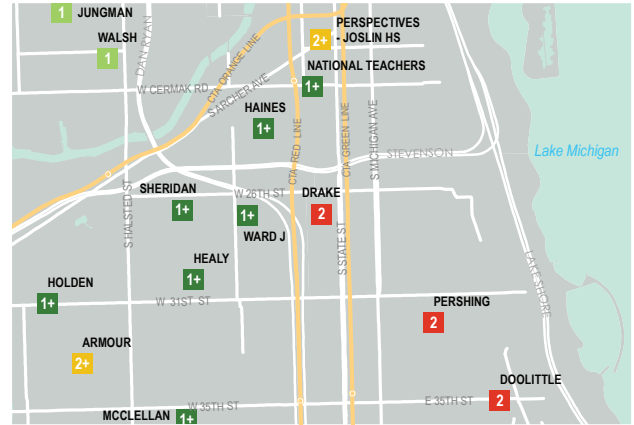 1 JUNGMAN
WALSH
1
DAN RYAN
CTA ORANGE LINE
S ARCHER AVE
2+
PERSPECTIVES
- JOSLIN HS
NATIONAL TEACHERS
1+
W CERMAK RD
HAINES
1+
CTA RED LINE
CTA GREEN LINE
S MICHIGAN AVE
STEVENSON
Lake Michigan
S HALSTED ST
SHERIDAN
1+
W 26TH ST
1+
WARD J
DRAKE
2
S STATE ST
LAKE SHORE
HEALY
1+
HOLDEN
1+
W 31ST ST
PERSHING
2
ARMOUR
2+
DOOLITTLE
2
W 35TH ST
E 35TH ST
MCCLELLAN
1+